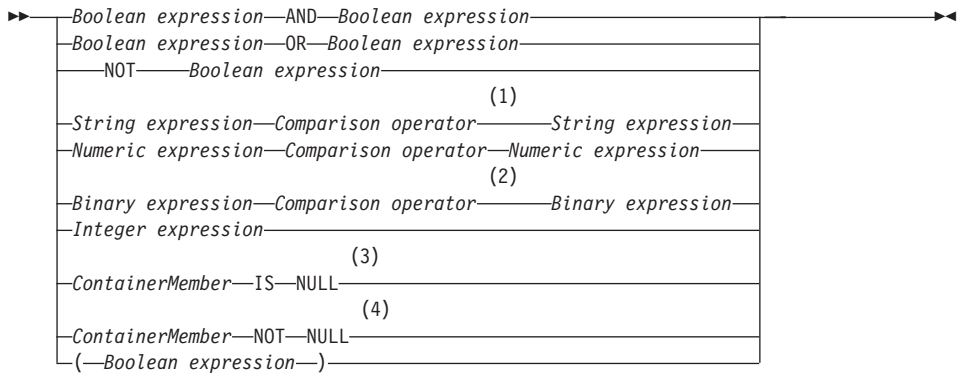 Boolean expression AND Boolean expression
Boolean expression OR Boolean expression
NOT Boolean expression
(1)
String expression Comparison operator String expression
Numeric expression Comparison operator Numeric expression
(2)
Binary expression Comparison operator Binary expression
Integer expression
(3)
ContainerMember IS NULL
(4)
ContainerMember NOT NULL
( Boolean expression )